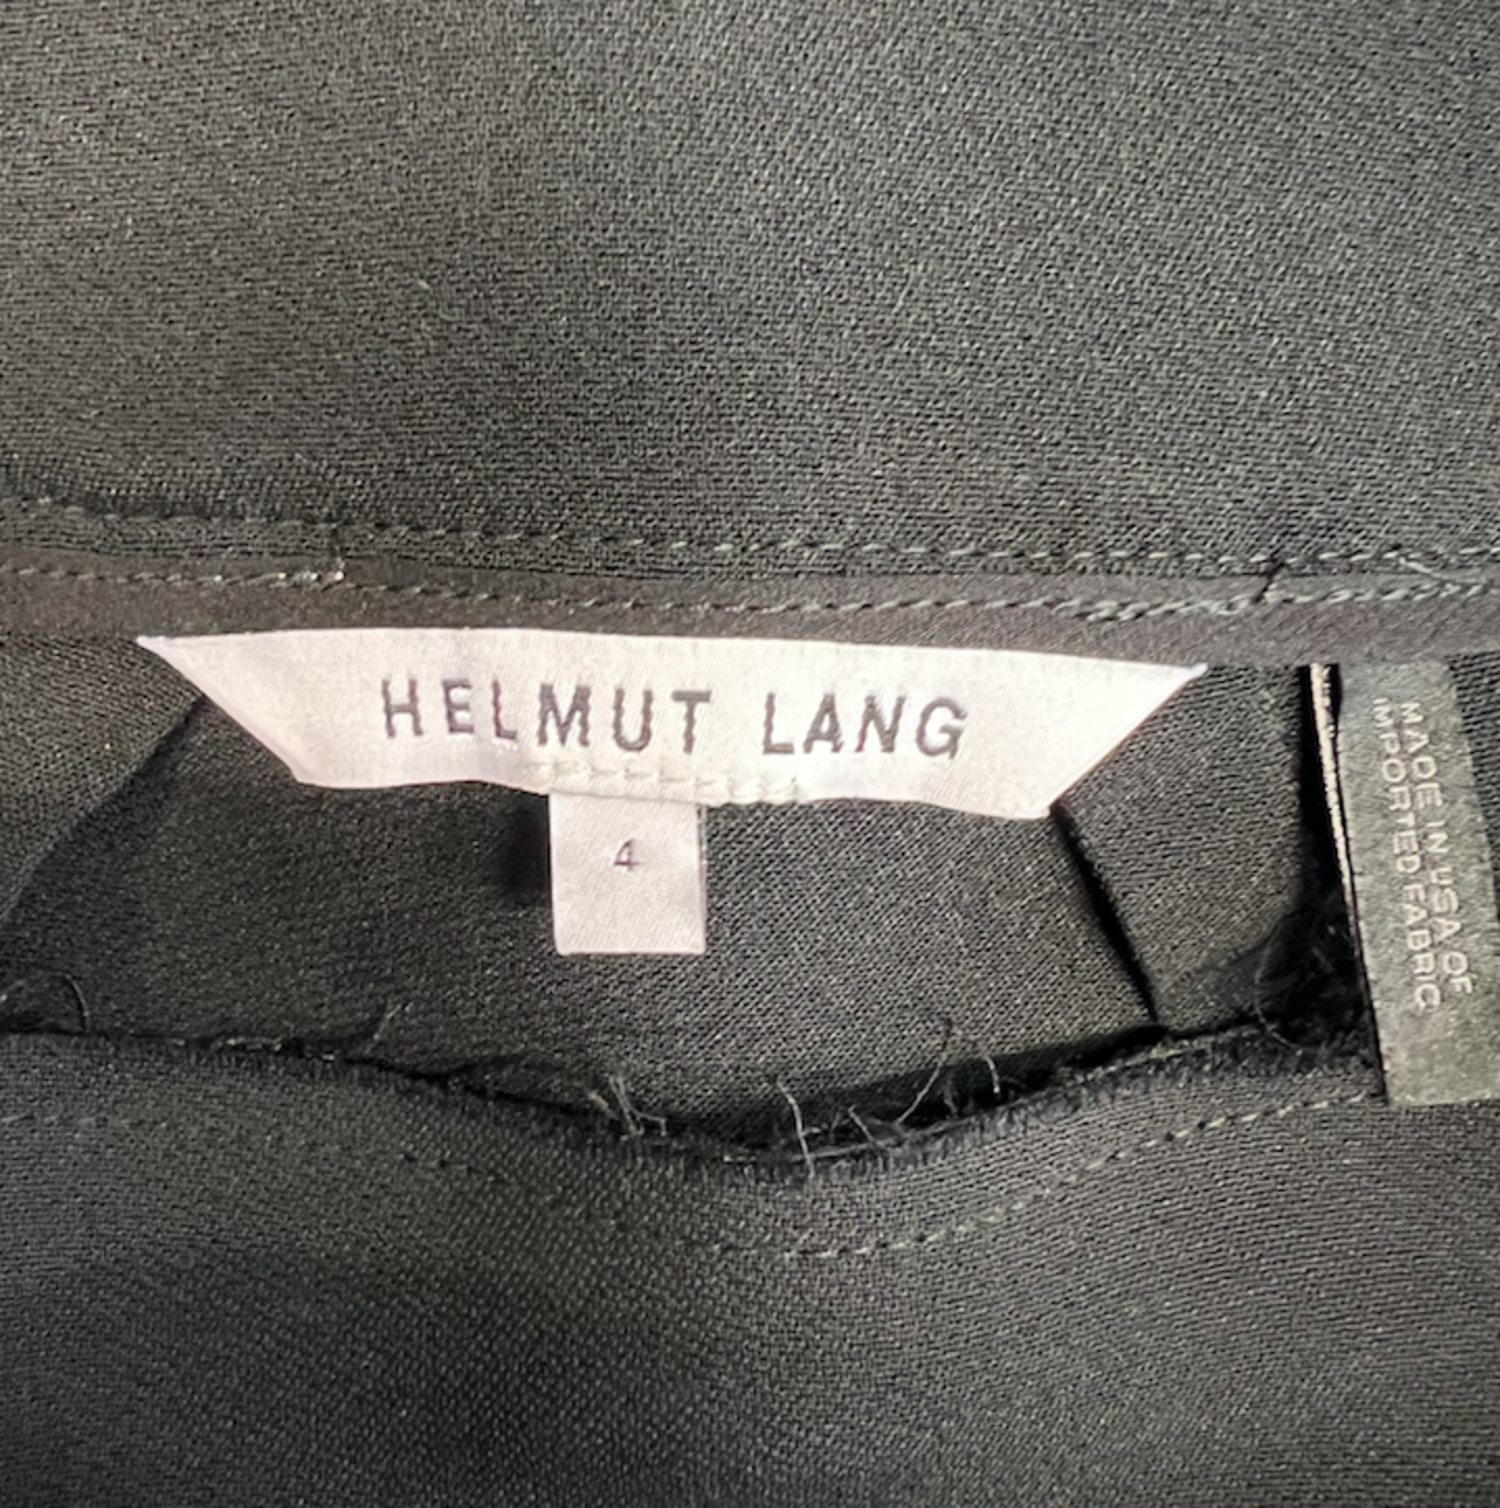 HELMUT LANG
4
MADE IN USA OF
IMPORTED FABRIC